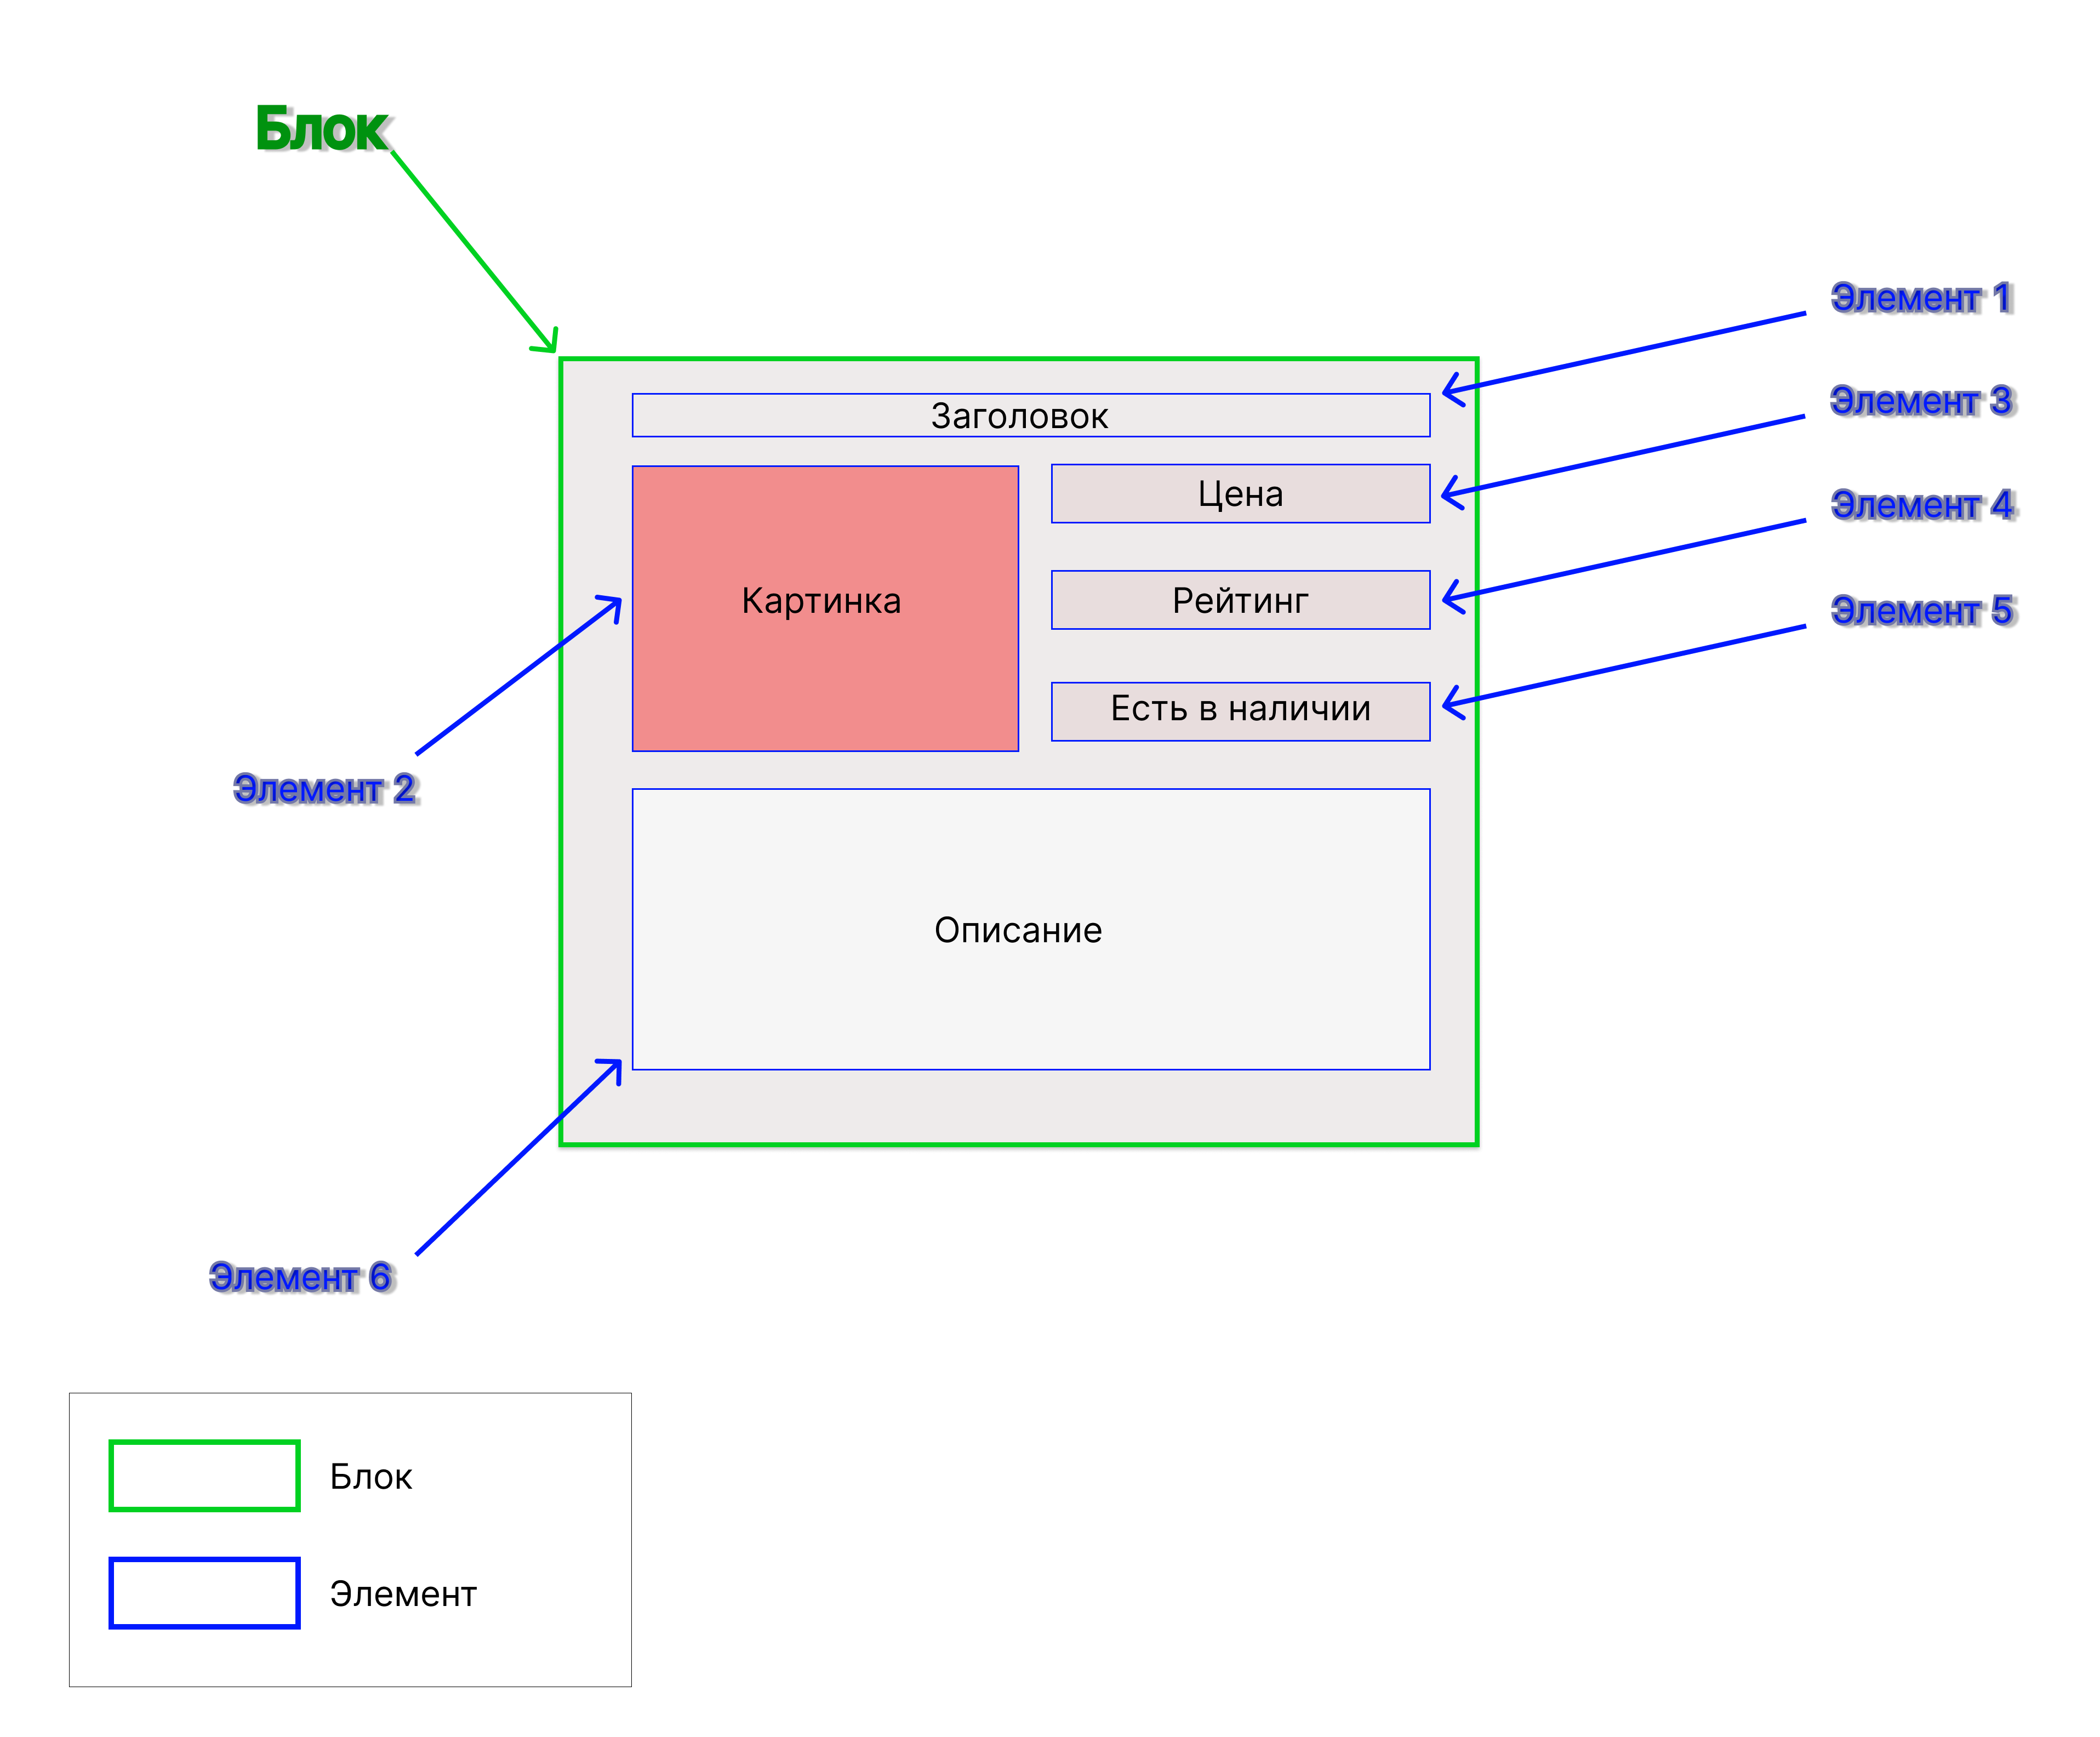 Блок
Элемент 1
Элемент 3
Элемент 4
Элемент 5
Заголовок
Картинка
Цена
Рейтинг
Есть в наличии
Элемент 2
Описание
Элемент 6
Блок
Элемент